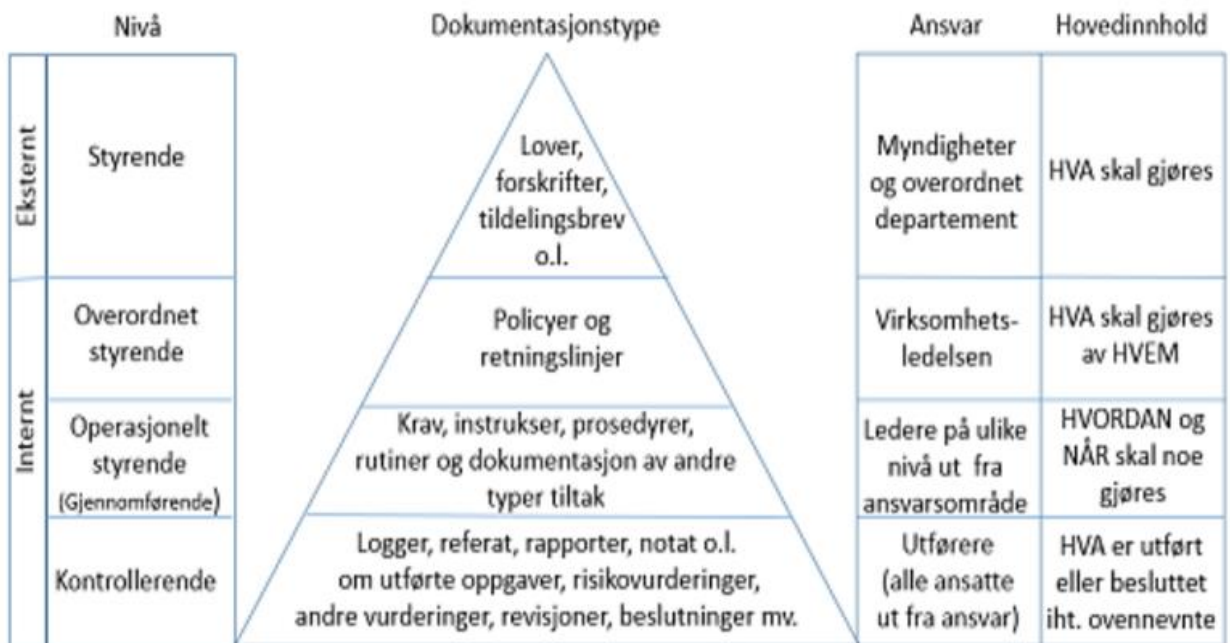 Nivå
Dokumentasjonstype
Ansvar
Hovedinnhold
Eksternt
Styrende
Lover,
forskrifter,
tildelingsbrev
o.l.
Myndigheter
og overordnet
departement
HVA skal gjøres
Internt
Overordnet
styrende
Policyer og
retningslinjer
Virksomhets-
ledelsen
HVA skal gjøres
av HVEM
Operasjonelt
styrende
(Gjennomførende)
Krav, instrukser, prosedyrer,
rutiner og dokumentasjon av andre
typer tiltak
Ledere på ulike
nivå ut fra
ansvarsområde
HVORDAN og
NÅR skal noe
gjøres
Kontrollerende
Logger, referat, rapporter, notat o.l.
om utførte oppgaver, risikovurderinger,
andre vurderinger, revisjoner, beslutninger mv.
Utførere
(alle ansatte
ut fra ansvar)
HVA er utført
eller besluttet
iht. ovennevnte